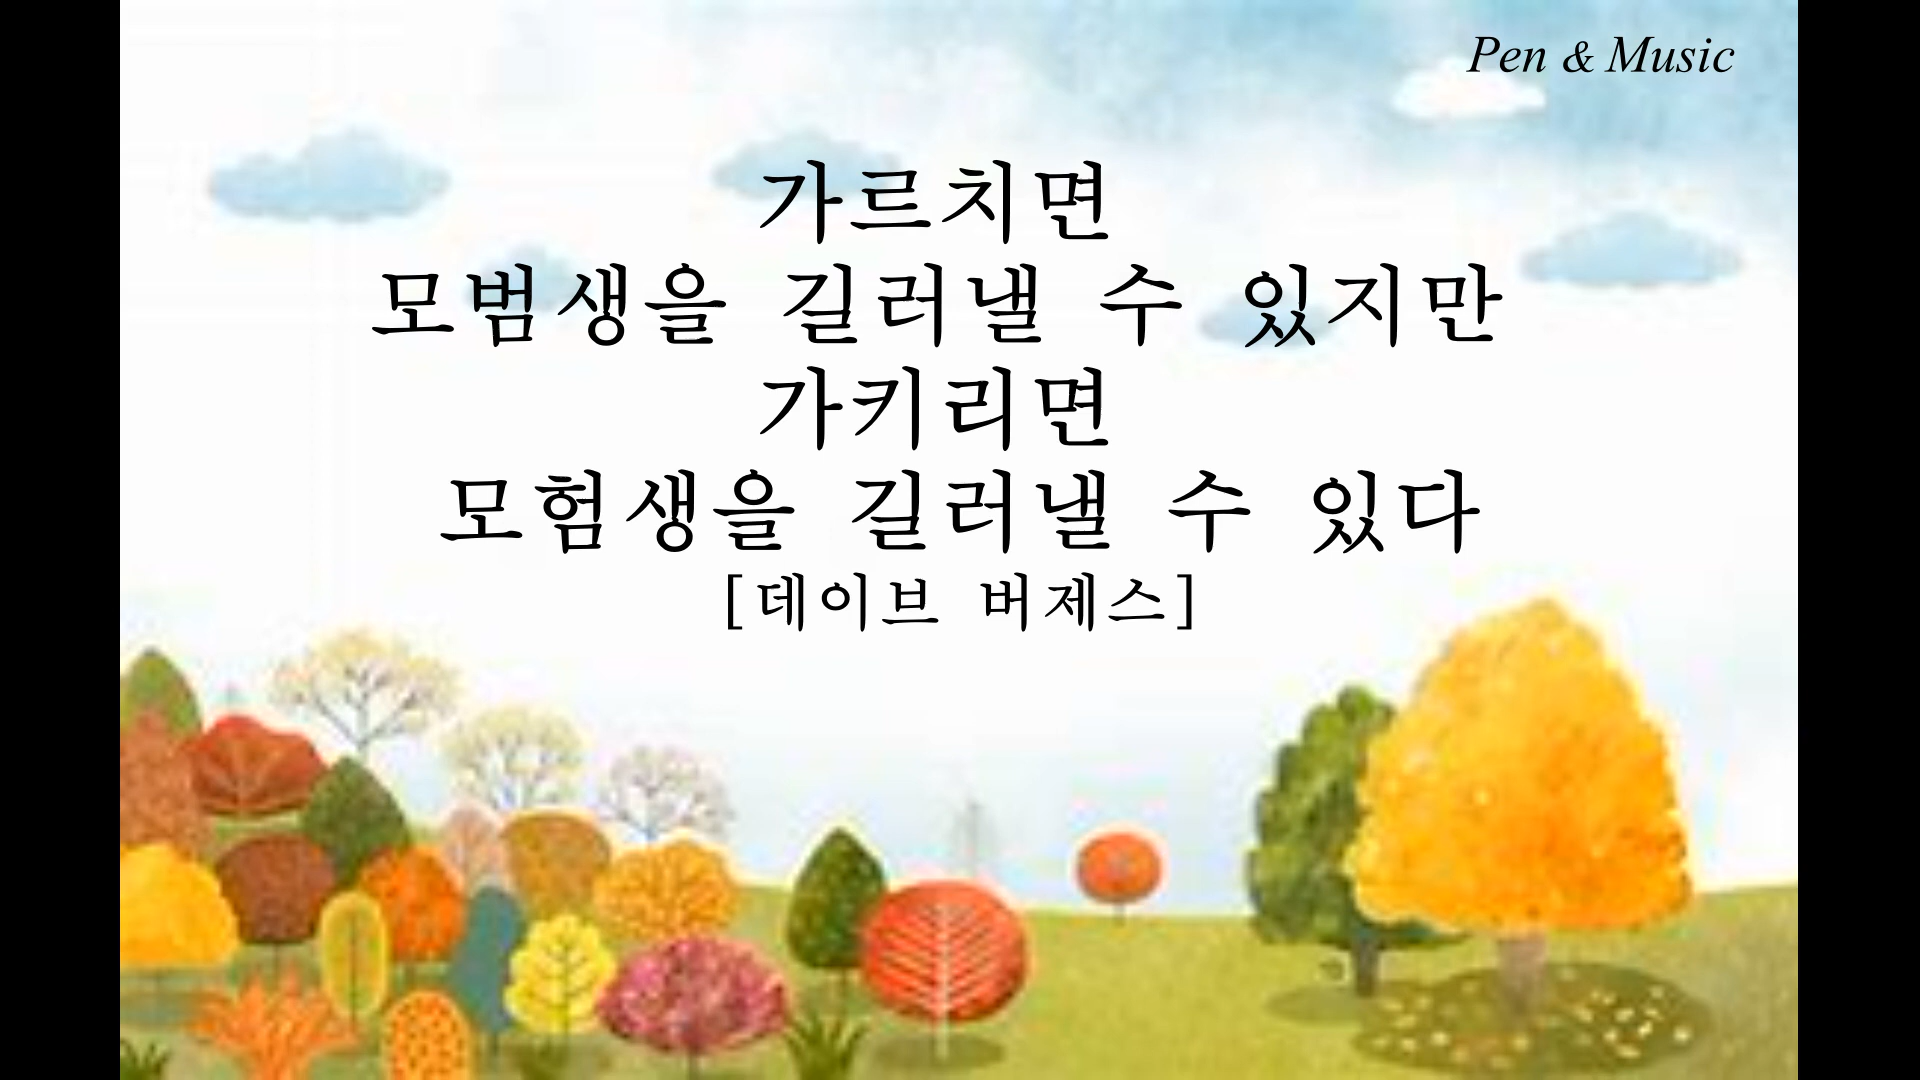 Pen & Music
가르치면
모범생을 길러낼 수 있지만
가키리면
모험생을 길러낼 수 있다
[데이브 버제스]